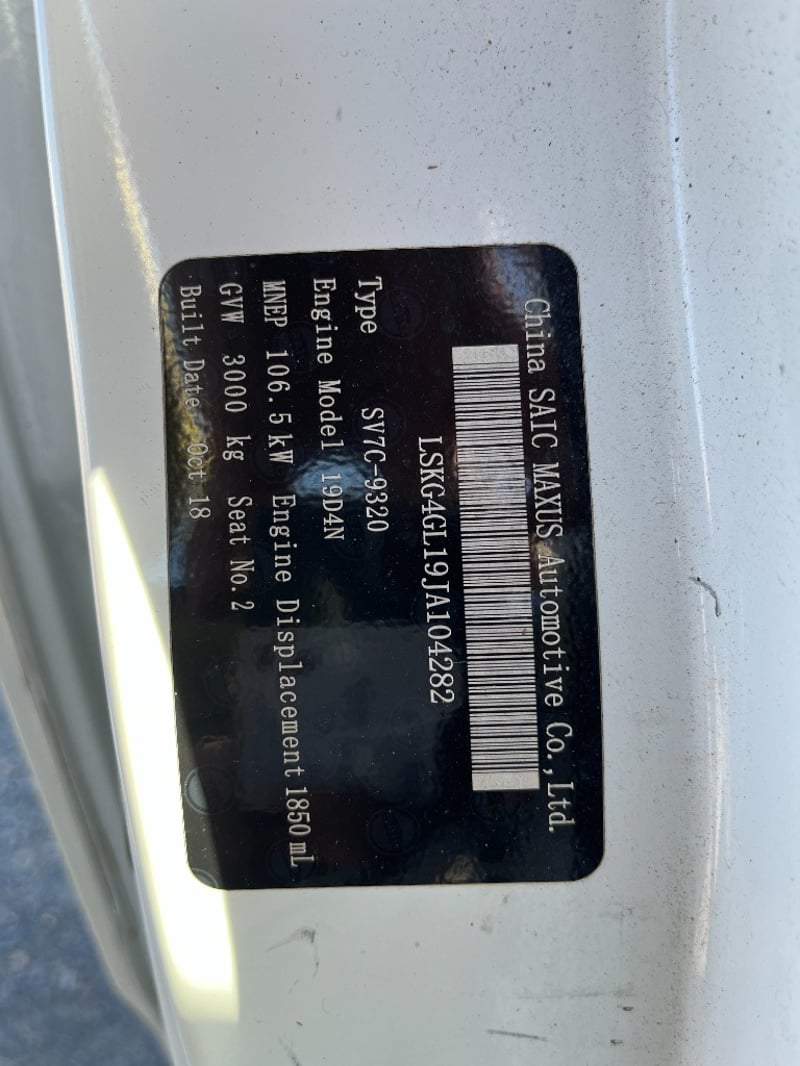 China SAIC MAXUS Automotive Co.,Ltd.
LSKG4GL19JA104282
Type SV7C-9320
Engine Model 19D4N
MNEP 106.5kW Engine Displacement 1850mL
GVW 3000 kg Seat No.2
Built Date Oct 18